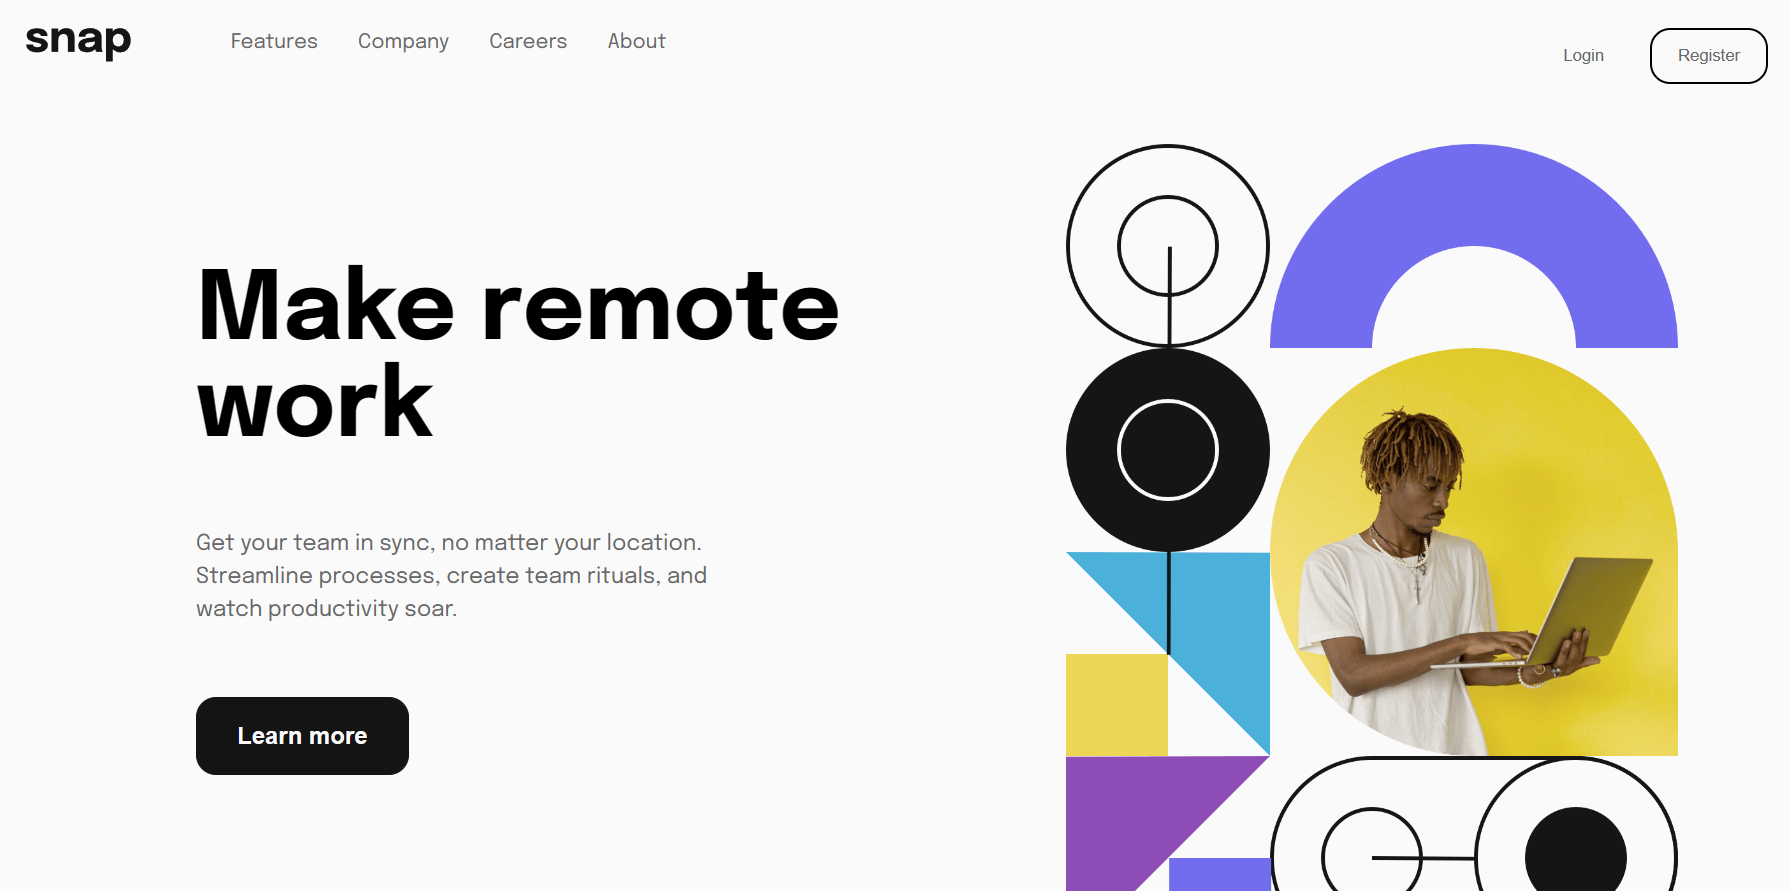 snap
Features Company Careers About
Login Register
Make remote
work
Get your team in sync, no matter your location.
Streamline processes, create team rituals, and
watch productivity soar.
Learn more